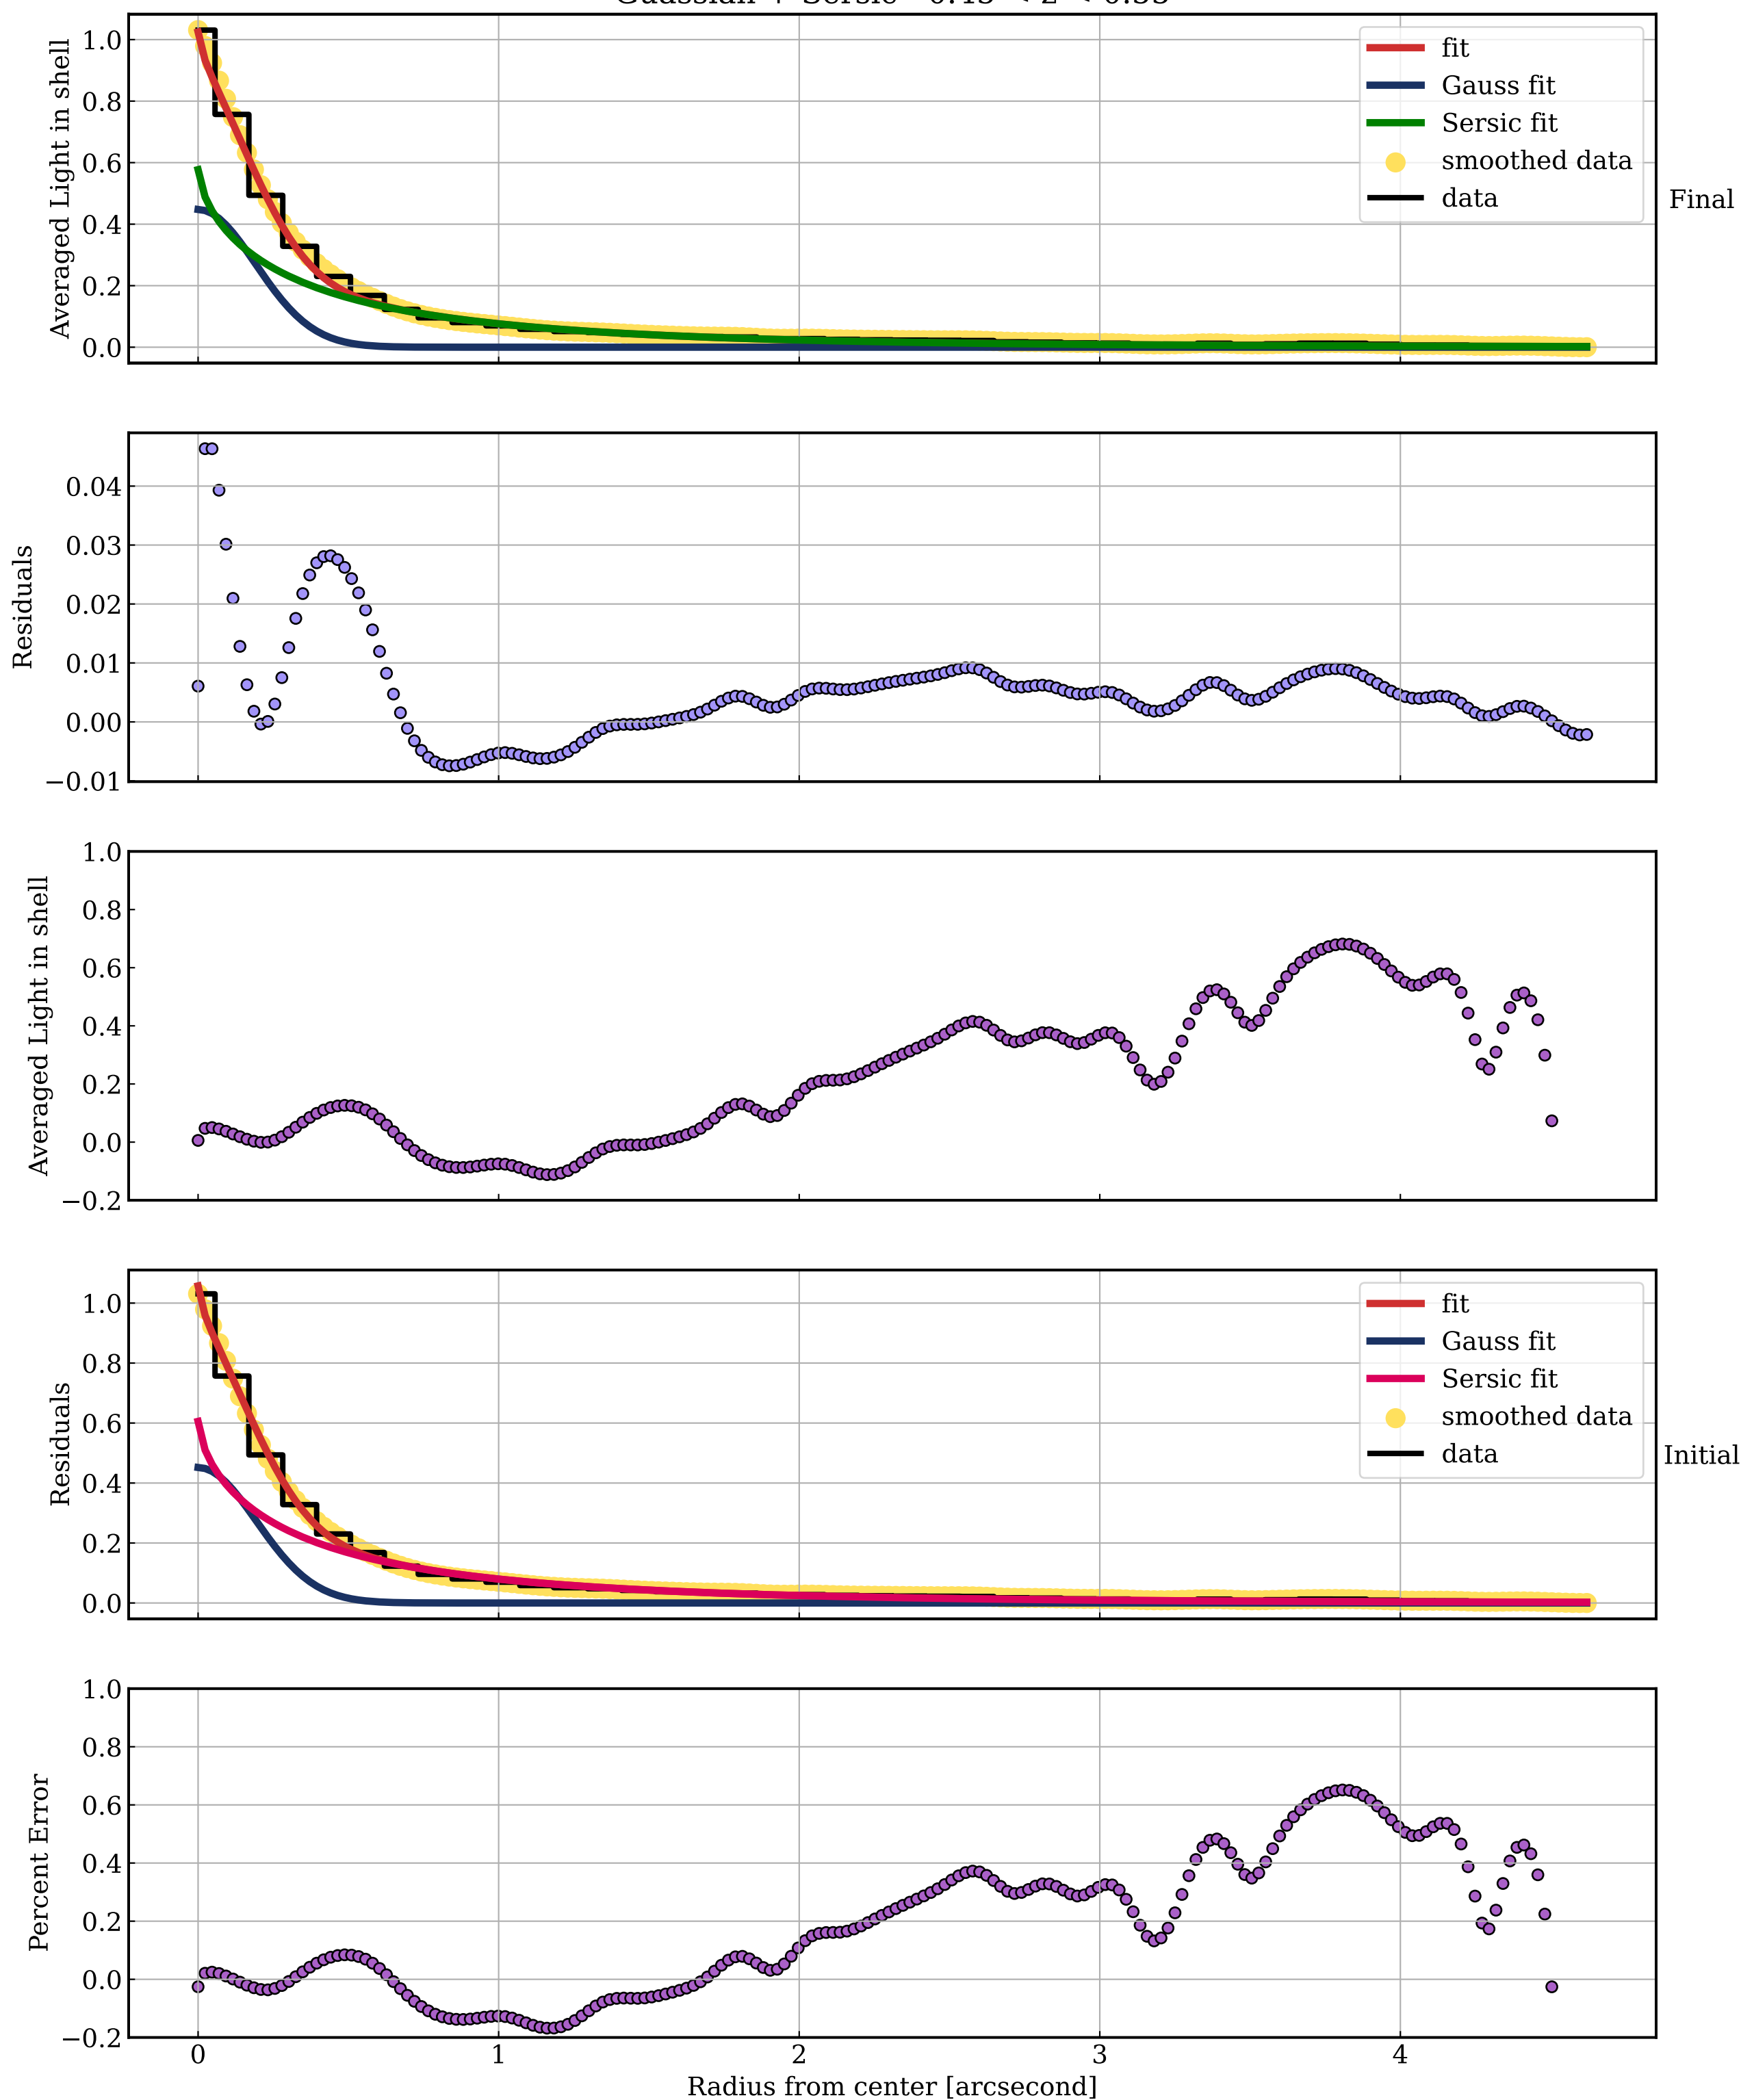 1.0
0.8
0.6
0.4
0.2
0.0
Averaged Light in shell
fit
Gauss fit
Sersic fit
smoothed data
data
Final
0.04
0.03
0.02
0.01
0.00
−0.01
Residuals
1.0
0.8
0.6
0.4
0.2
0.0
−0.2
Averaged Light in shell
1.0
0.8
0.6
0.4
0.2
0.0
Residuals
fit
Gauss fit
Sersic fit
smoothed data
data
Initial
1.0
0.8
0.6
0.4
0.2
0.0
−0.2
Percent Error
0 1 2 3 4
Radius from center [arcsecond]